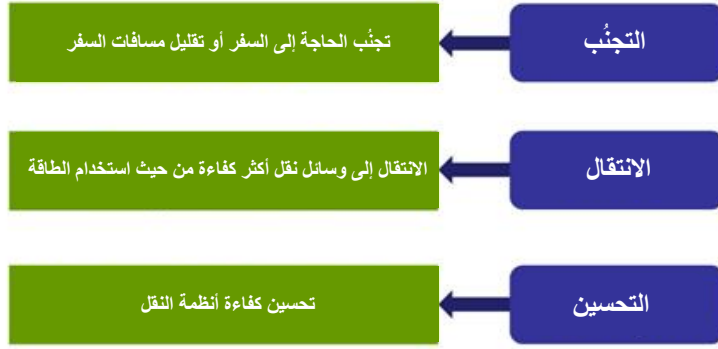 التجنُب
تجنُب الحاجة إلى السفر أو تقليل مسافات السفر
الانتقال
الانتقال إلى وسائل نقل أكثر كفاءة من حيث استخدام الطاقة
التحسين
تحسين كفاءة أنظمة النقل